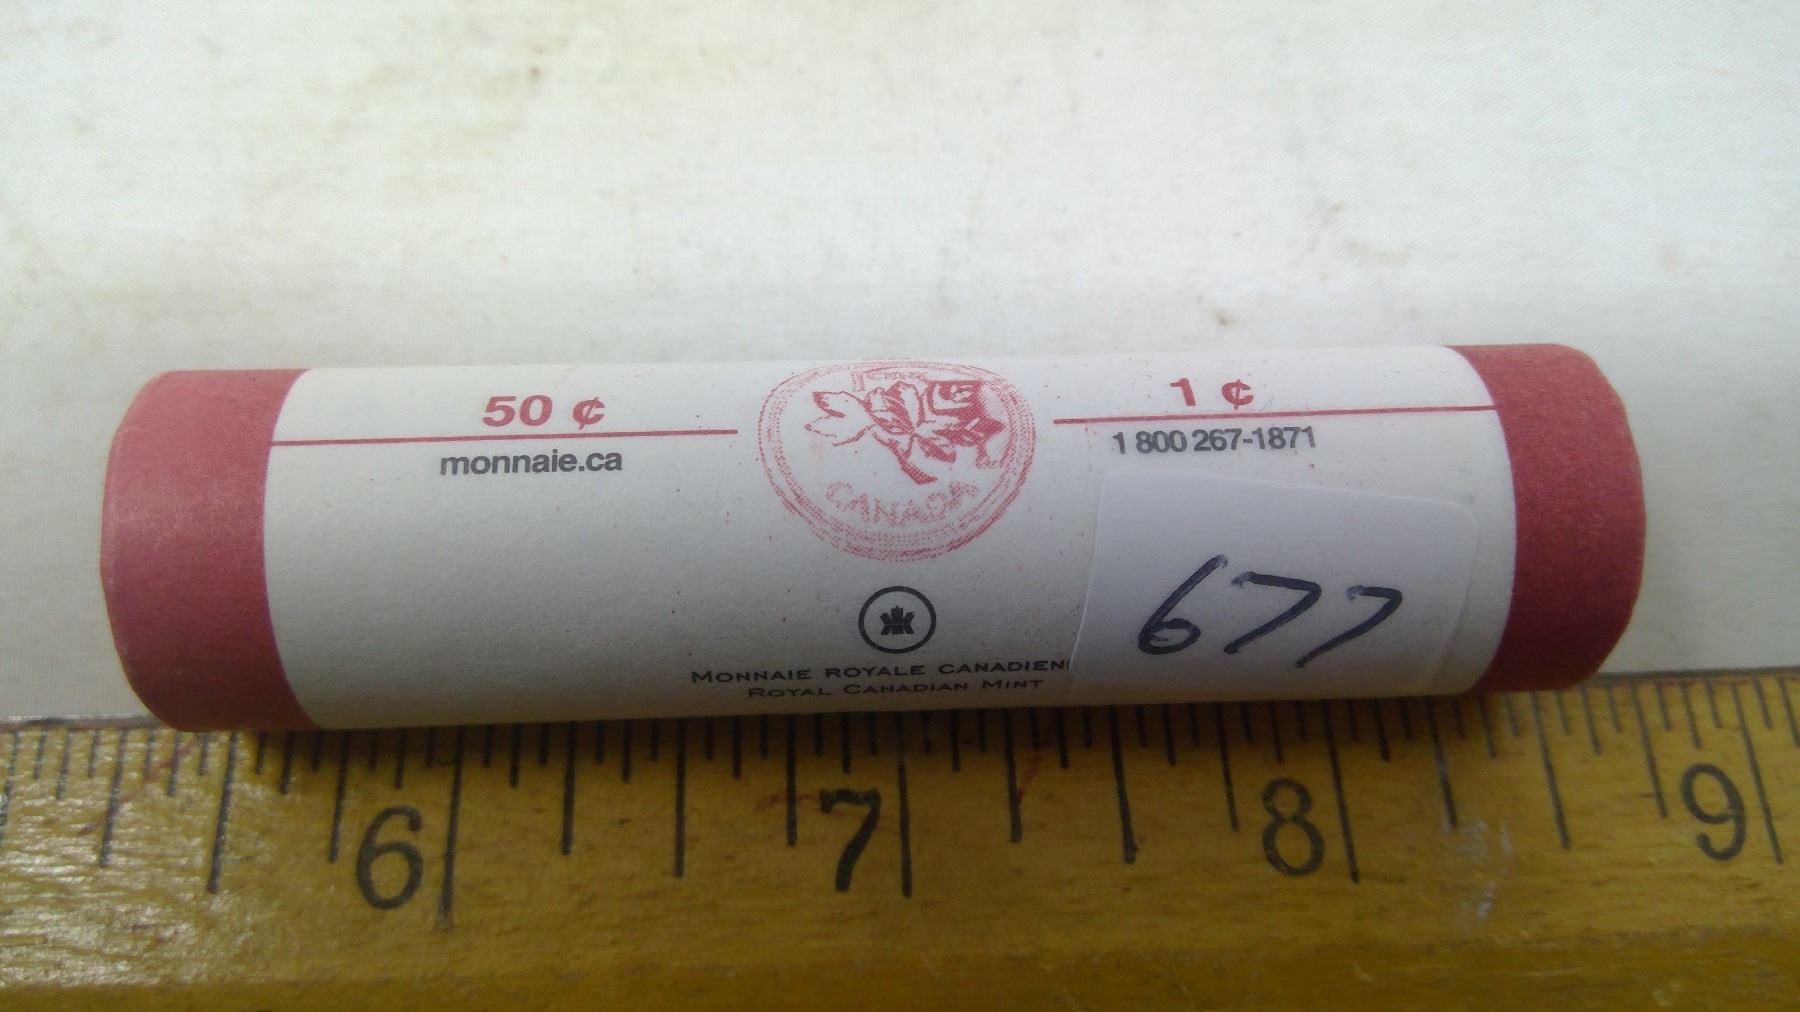 50 ¢
monnaie.ca
CANADA
1 ¢
1 800 267-1871
MONNAIE ROYALE CANADIEN
ROYAL CANADIAN MINT
677
6 7 8 9